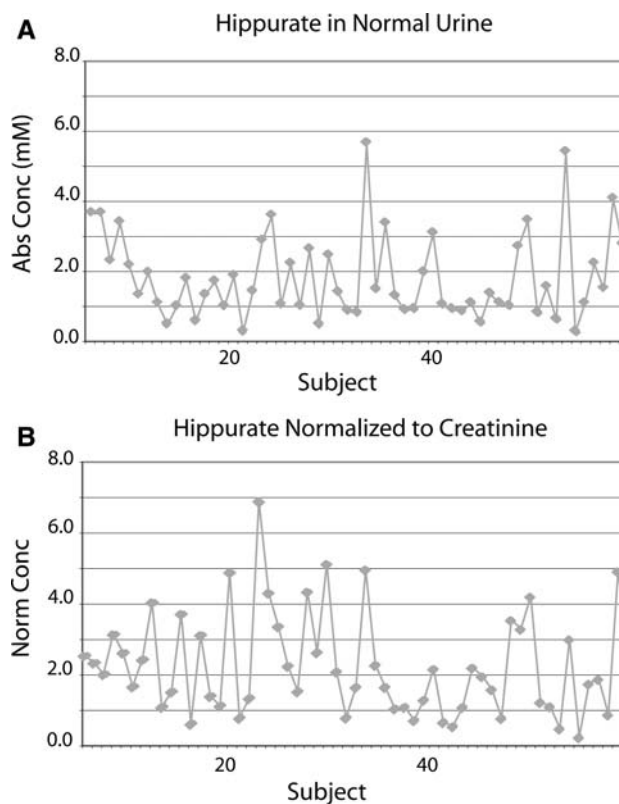 A
Hippurate in Normal Urine
8.0
6.0
4.0
2.0
0.0
Abs Conc (mM)
20
40
Subject
B
Hippurate Normalized to Creatinine
8.0
6.0
4.0
2.0
0.0
Norm Conc
20
40
Subject